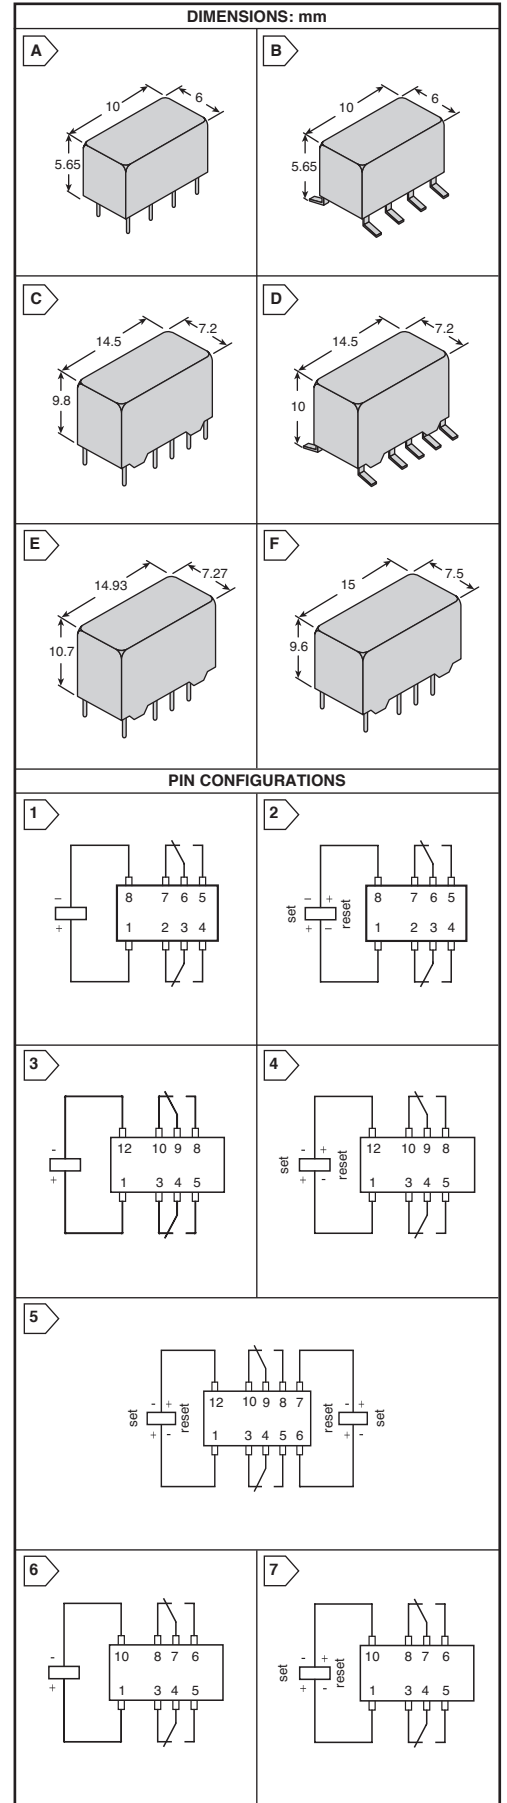 DIMENSIONS: mm
A
10
6
5.65
B
10
6
5.65
C
14.5
7.2
9.8
D
14.5
7.2
10
E
14.93
7.27
10.7
F
15
7.5
9.6
PIN CONFIGURATIONS
1
8 7 6 5
1 2 3 4
−
+
2
set
− +
+ −
reset
8 7 6 5
1 2 3 4
3
-
+
12 10 9 8
1 3 4 5
4
set
- +
+ -
reset
12 10 9 8
1 3 4 5
5
set
- +
+ -
reset
12 10 9 8 7
1 3 4 5 6
reset
- +
+ -
set
6
-
+
10 8 7 6
1 3 4 5
7
set
- +
+ -
reset
10 8 7 6
1 3 4 5